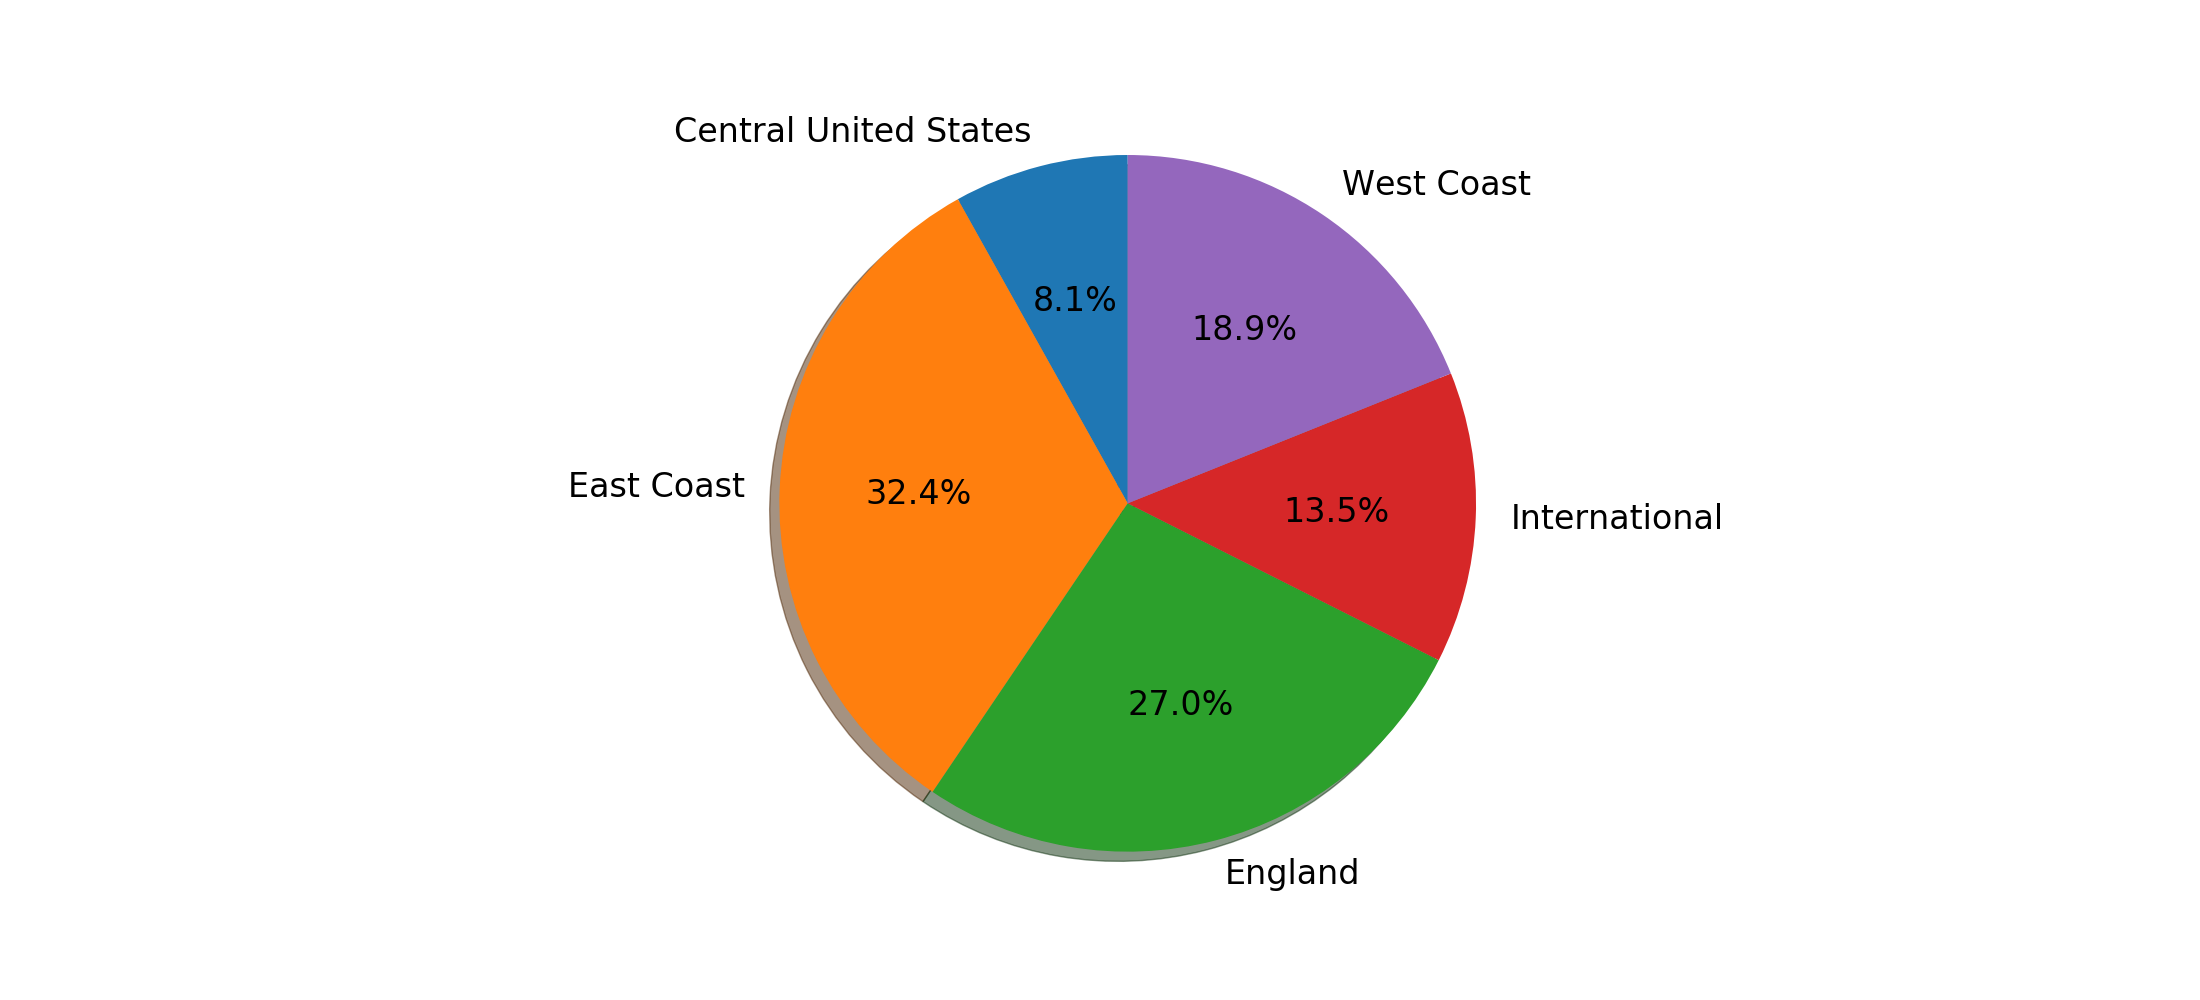 Central United States
West Coast
8.1%
18.9%
East Coast
32.4%
13.5%
International
27.0%
England